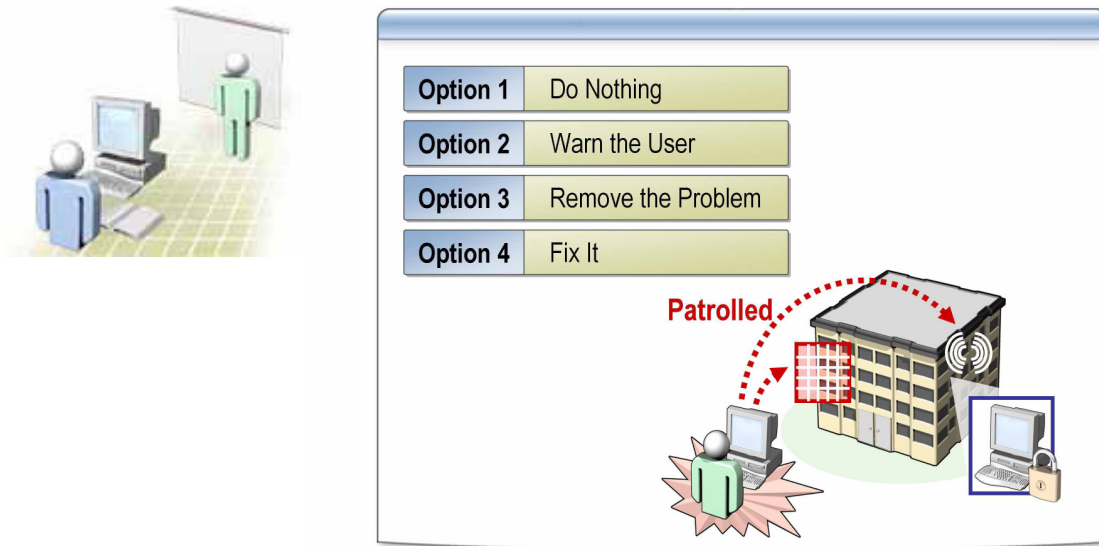 Option 1 Do Nothing
Option 2 Warn the User
Option 3 Remove the Problem
Option 4 Fix It
Patrolled